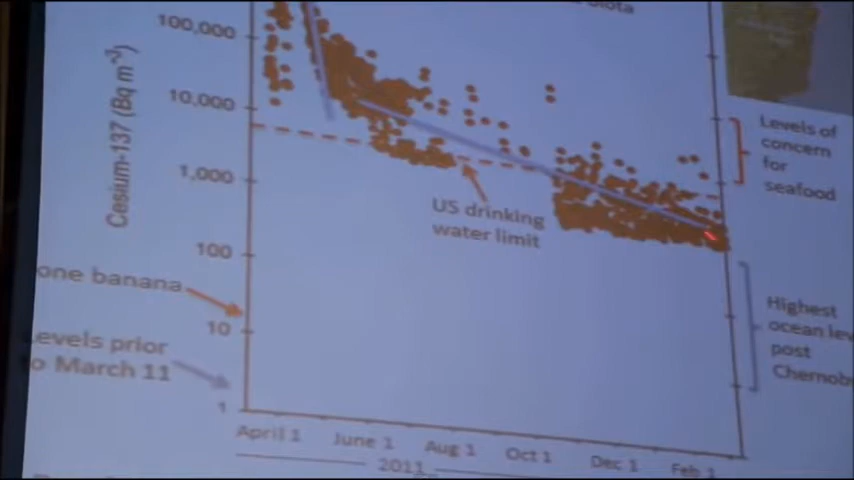 100,000
Cesium-137 (Bq m-3)
10,000
1,000
100
10
1
Levels of
concern
for
seafood
US drinking
water limit
one banana
Levels prior
March 11
Highest
ocean
post
April 1
June 1
Aug 1
Oct 1
Dec 1
Feb 1
2011